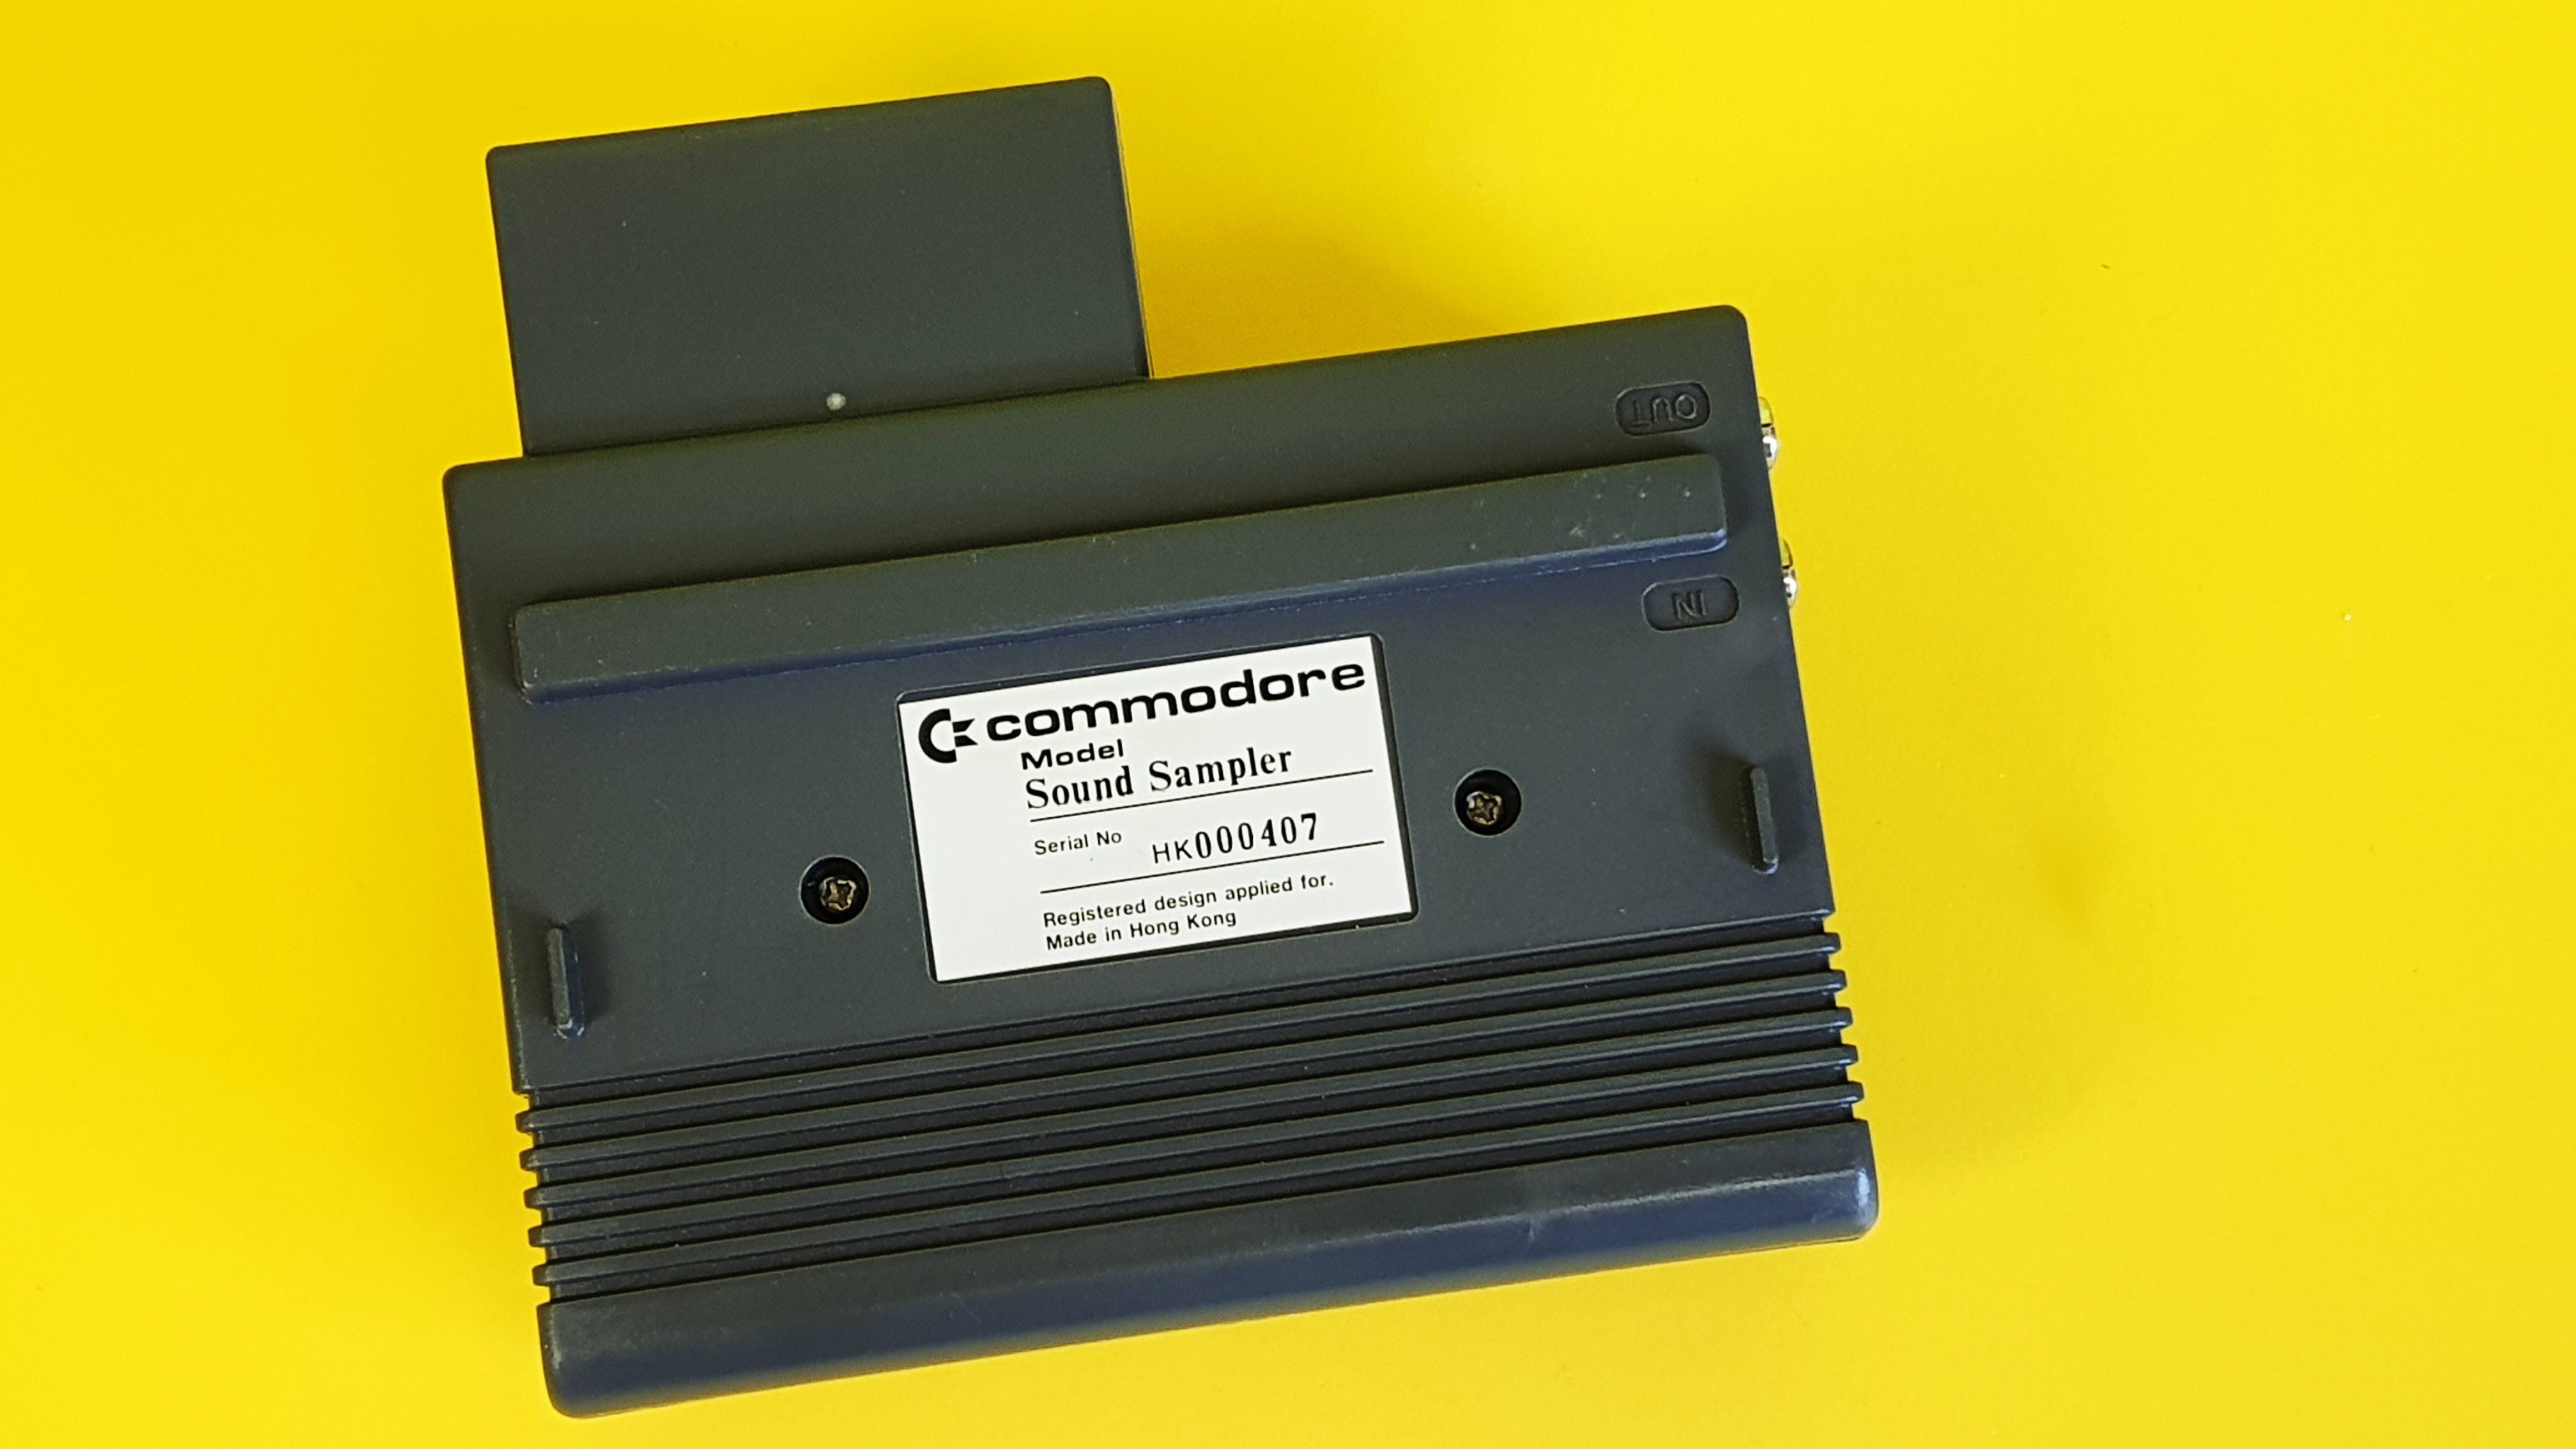 OUT
IN
commodore
Model
Sound Sampler
Serial No HK000407
Registered design applied for.
Made in Hong Kong